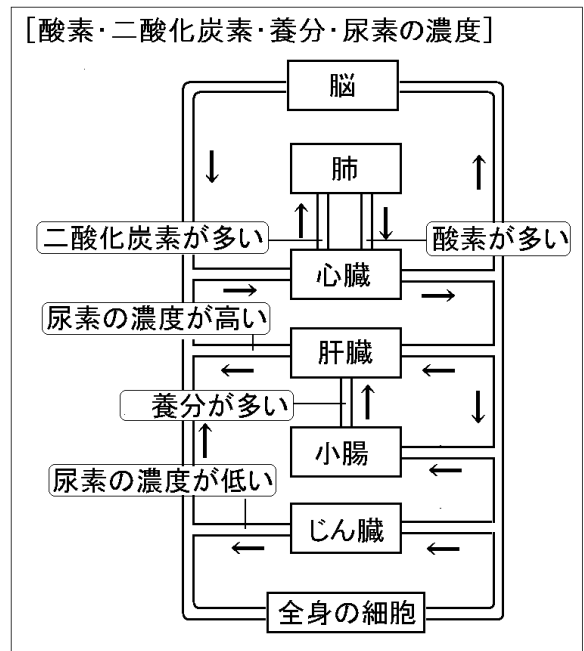 [酸素・二酸化炭素・養分・尿素の濃度]
脳
肺
二酸化炭素が多い
酸素が多い
心臓
尿素の濃度が高い
肝臓
養分が多い
小腸
尿素の濃度が低い
じん臓
全身の細胞